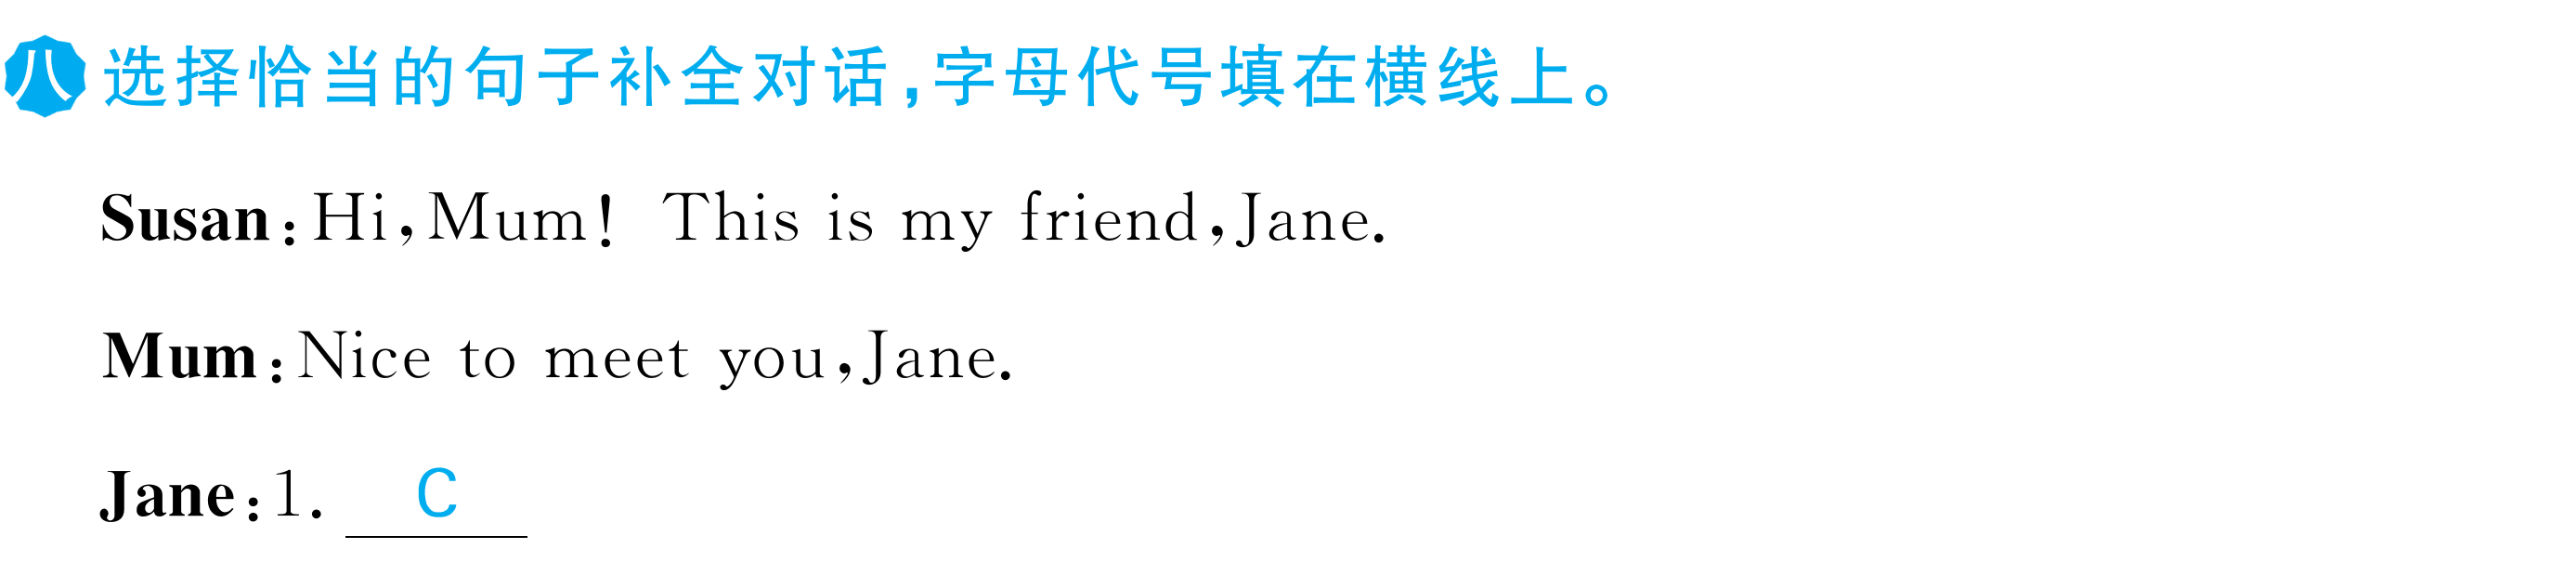 八 选择恰当的句子补全对话,字母代号填在横线上。
Susan:Hi,Mum! This is my friend,Jane.
Mum:Nice to meet you,Jane.
Jane:1. C